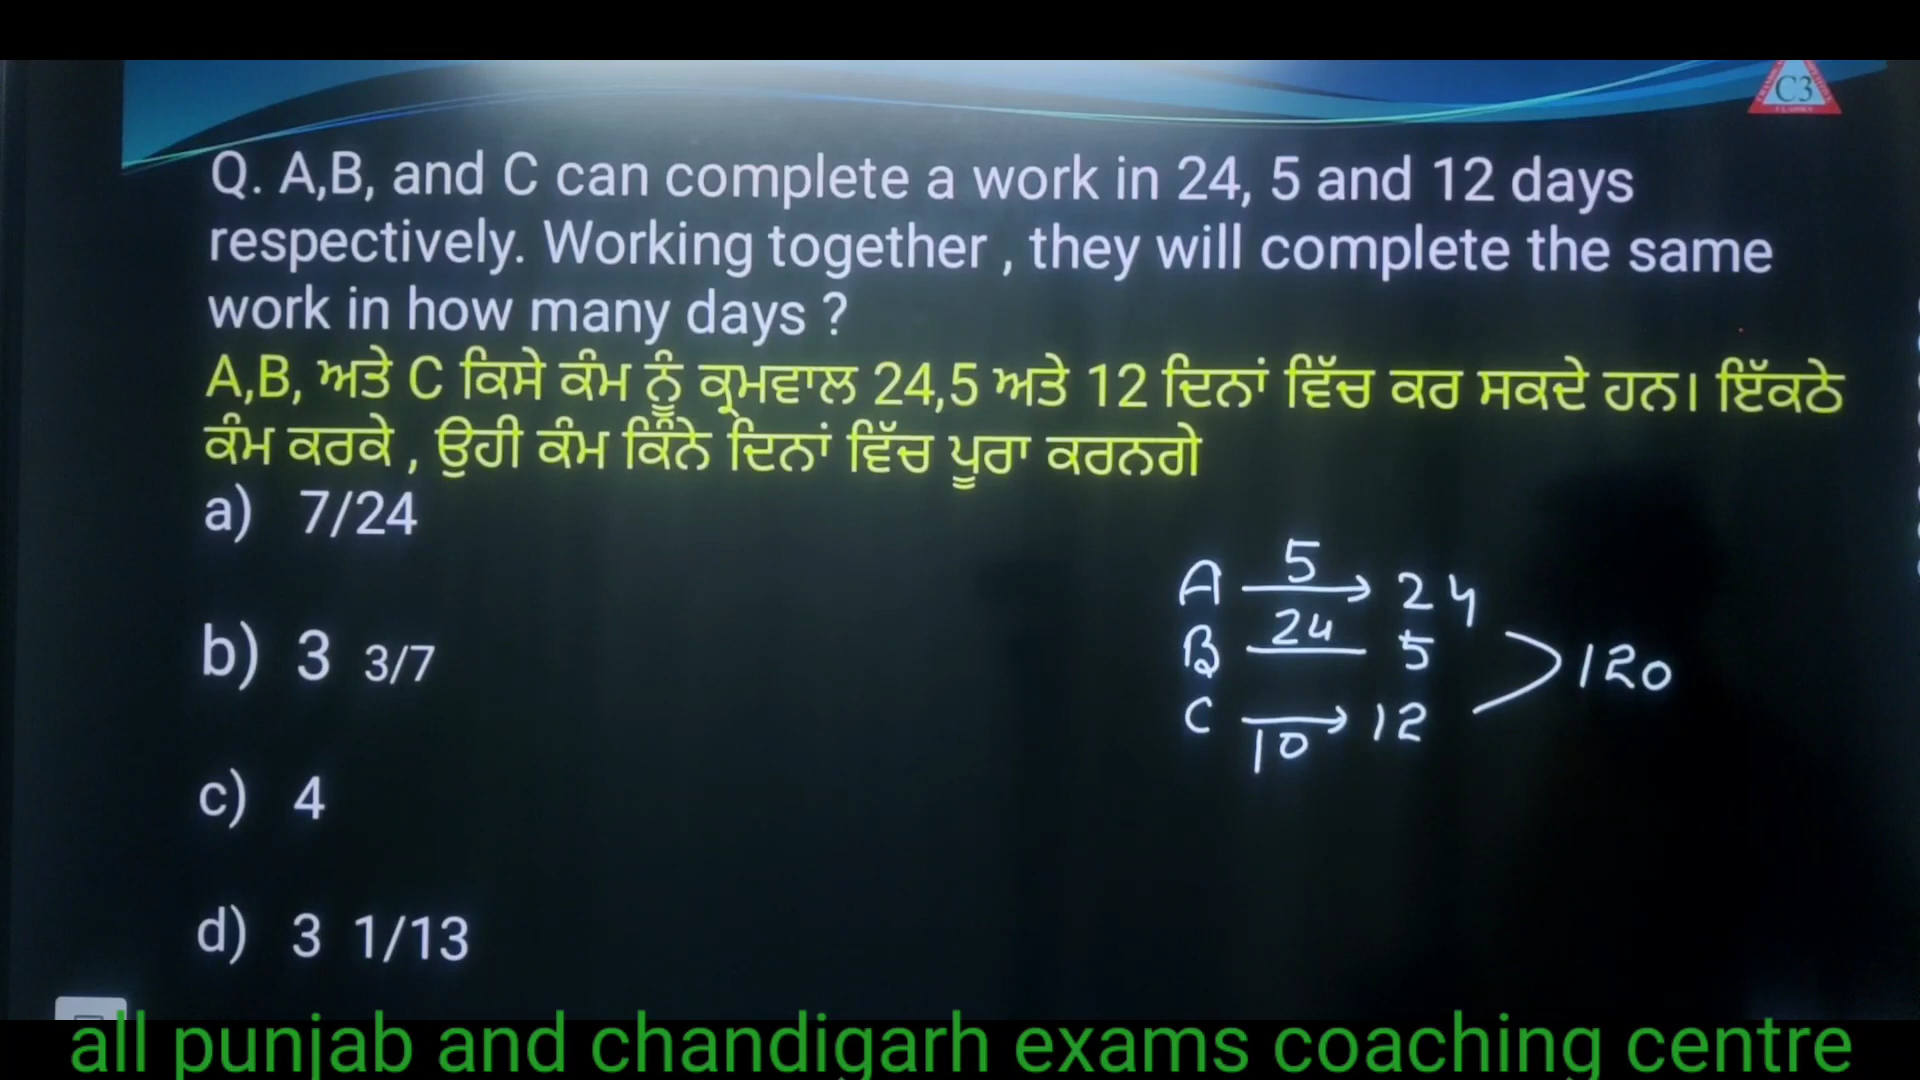 C3
Q. A,B, and C can complete a work in 24, 5 and 12 days
respectively. Working together , they will complete the same
work in how many days ?
A,B, ਅਤੇ C ਕਿਸੇ ਕੰਮ ਨੂੰ ਕ੍ਰਮਵਾਲ 24,5 ਅਤੇ 12 ਦਿਨਾਂ ਵਿੱਚ ਕਰ ਸਕਦੇ ਹਨ। ਇੱਕਠੇ
ਕੰਮ ਕਰਕੇ , ਉਹੀ ਕੰਮ ਕਿੰਨੇ ਦਿਨਾਂ ਵਿੱਚ ਪੂਰਾ ਕਰਨਗੇ
a) 7/24
b) 3 3/7
c) 4
d) 3 1/13
A 5 → 24
B 24 5
C 10 → 12
120
all punjab and chandigarh exams coaching centre